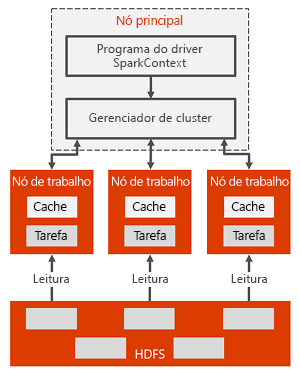 Nó principal
Programa do driver
SparkContext
Gerenciador de cluster
Nó de trabalho
Nó de trabalho
Nó de trabalho
Cache
Cache
Cache
Tarefa
Tarefa
Tarefa
Leitura
Leitura
Leitura
HDFS